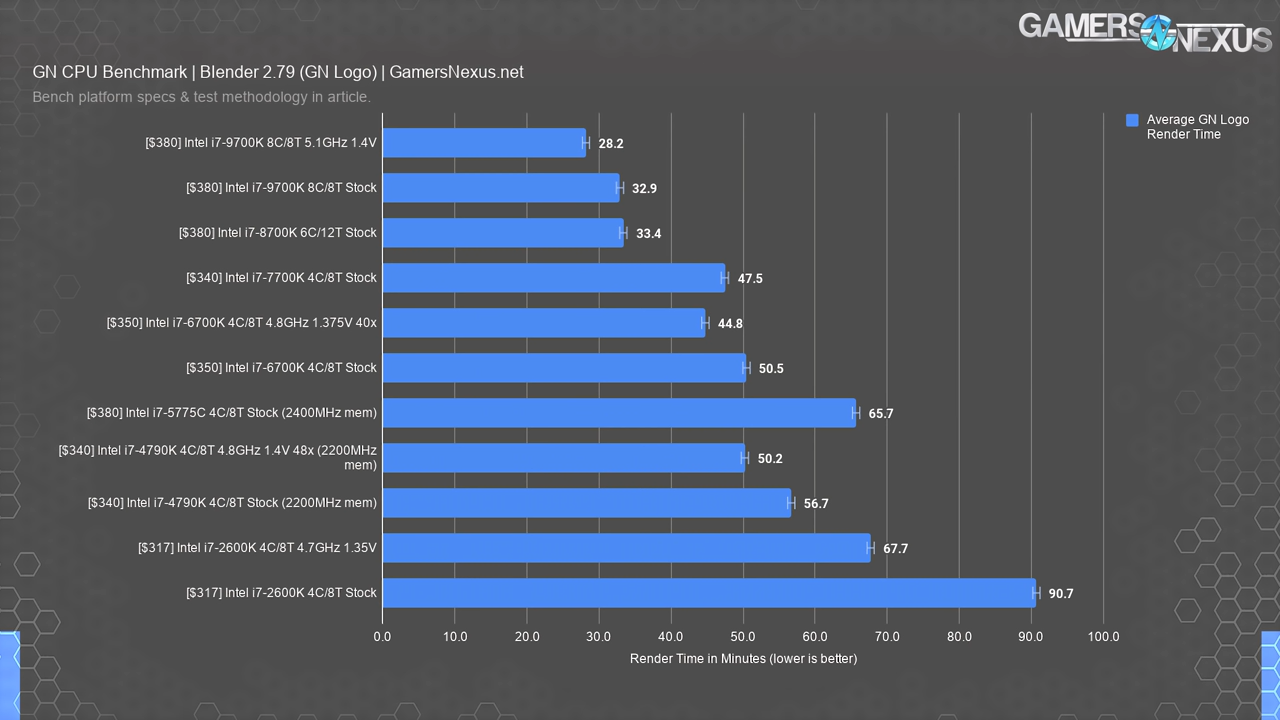 GAMERS NEXUS
GN CPU Benchmark | Blender 2.79 (GN Logo) | GamersNexus.net
Bench platform specs & test methodology in article.
Average GN Logo
Render Time
[$380] Intel i7-9700K 8C/8T 5.1GHz 1.4V 28.2
[$380] Intel i7-9700K 8C/8T Stock 32.9
[$380] Intel i7-8700K 6C/12T Stock 33.4
[$340] Intel i7-7700K 4C/8T Stock 47.5
[$350] Intel i7-6700K 4C/8T 4.8GHz 1.375V 40x 44.8
[$350] Intel i7-6700K 4C/8T Stock 50.5
[$380] Intel i7-5775C 4C/8T Stock (2400MHz mem) 65.7
[$340] Intel i7-4790K 4C/8T 4.8GHz 1.4V 48x (2200MHz
mem) 50.2
[$340] Intel i7-4790K 4C/8T Stock (2200MHz mem) 56.7
[$317] Intel i7-2600K 4C/8T 4.7GHz 1.35V 67.7
[$317] Intel i7-2600K 4C/8T Stock 90.7
0.0 10.0 20.0 30.0 40.0 50.0 60.0 70.0 80.0 90.0 100.0
Render Time in Minutes (lower is better)